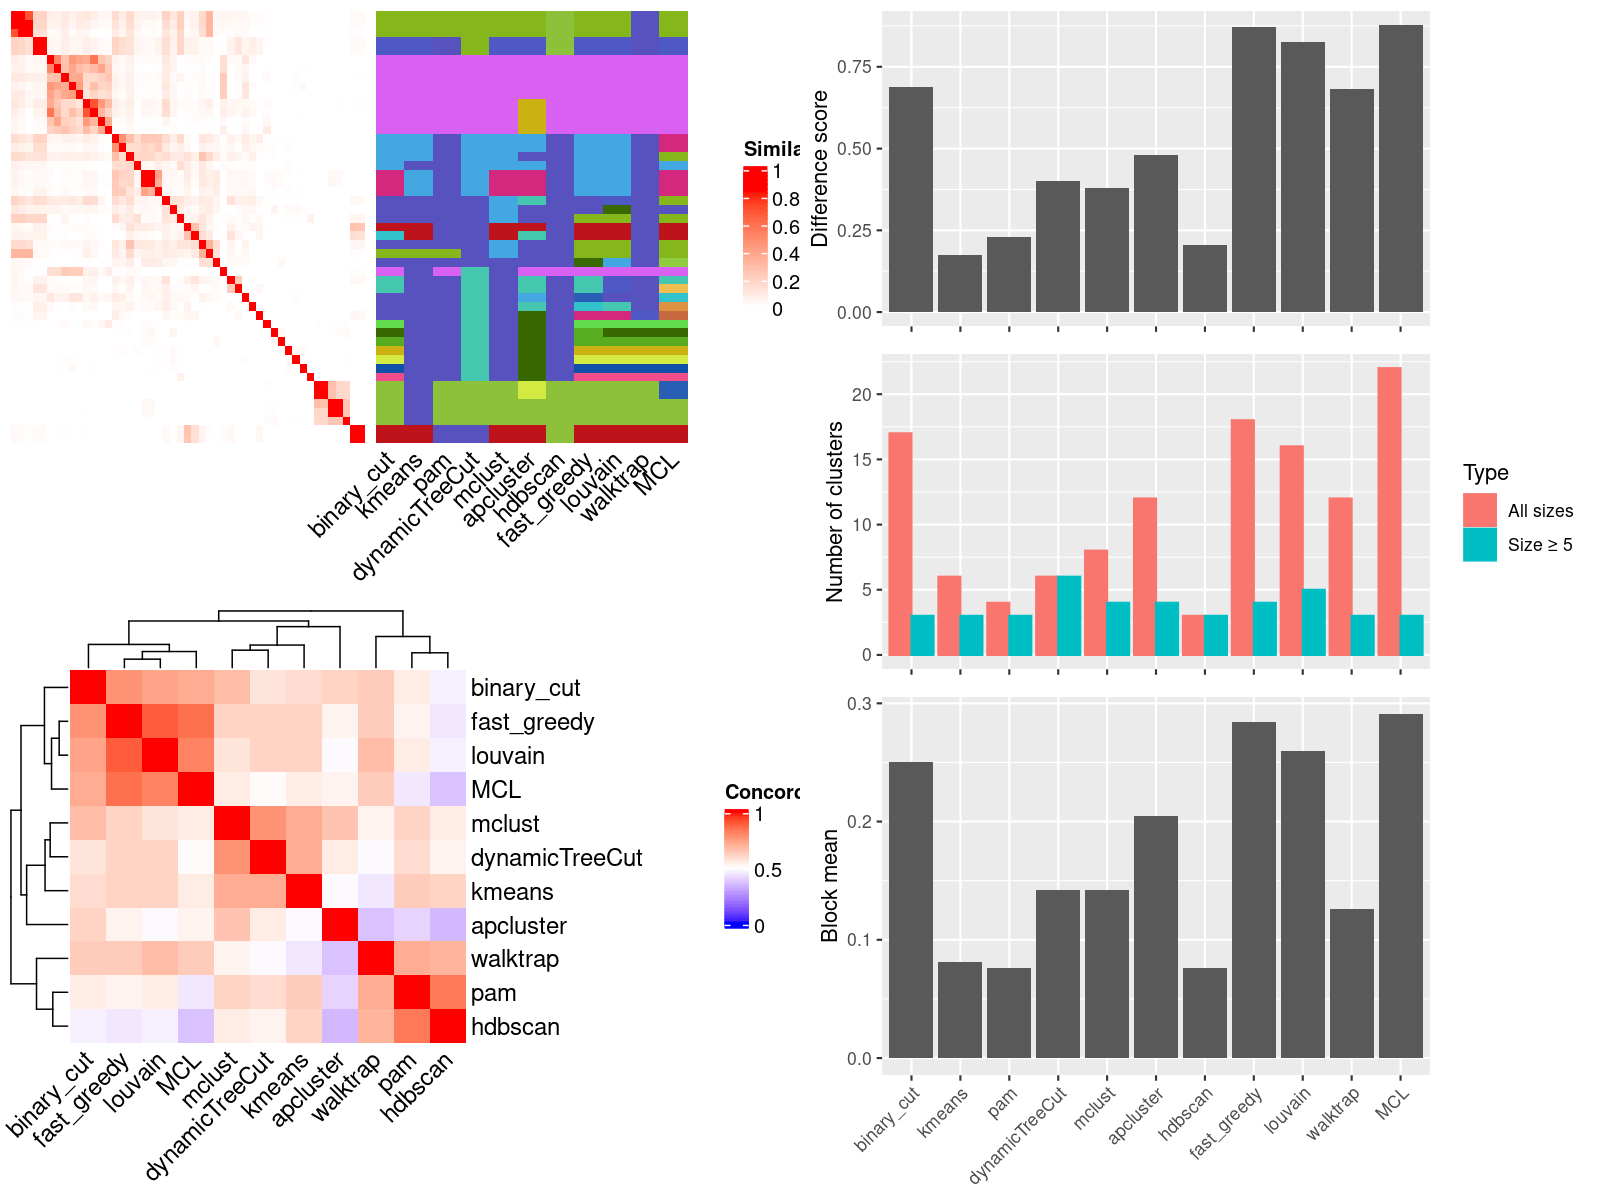 Simila
1
0.8
0.6
0.4
0.2
0
binary_cut
kmeans
pam
dynamicTreeCut
mclust
apcluster
hdbscan
fast_greedy
louvain
walktrap
MCL
binary_cut
fast_greedy
louvain
MCL
mclust
dynamicTreeCut
kmeans
apcluster
walktrap
pam
hdbscan
binary_cut
fast_greedy
louvain
MCL
mclust
dynamicTreeCut
kmeans
apcluster
walktrap
pam
hdbscan
Concord
1
0.5
0
Difference score
0.75
0.50
0.25
0.00
Number of clusters
20
15
10
5
0
Type
All sizes
Size ≥ 5
Block mean
0.3
0.2
0.1
0.0
binary_cut
kmeans
pam
dynamicTreeCut
mclust
apcluster
hdbscan
fast_greedy
louvain
walktrap
MCL